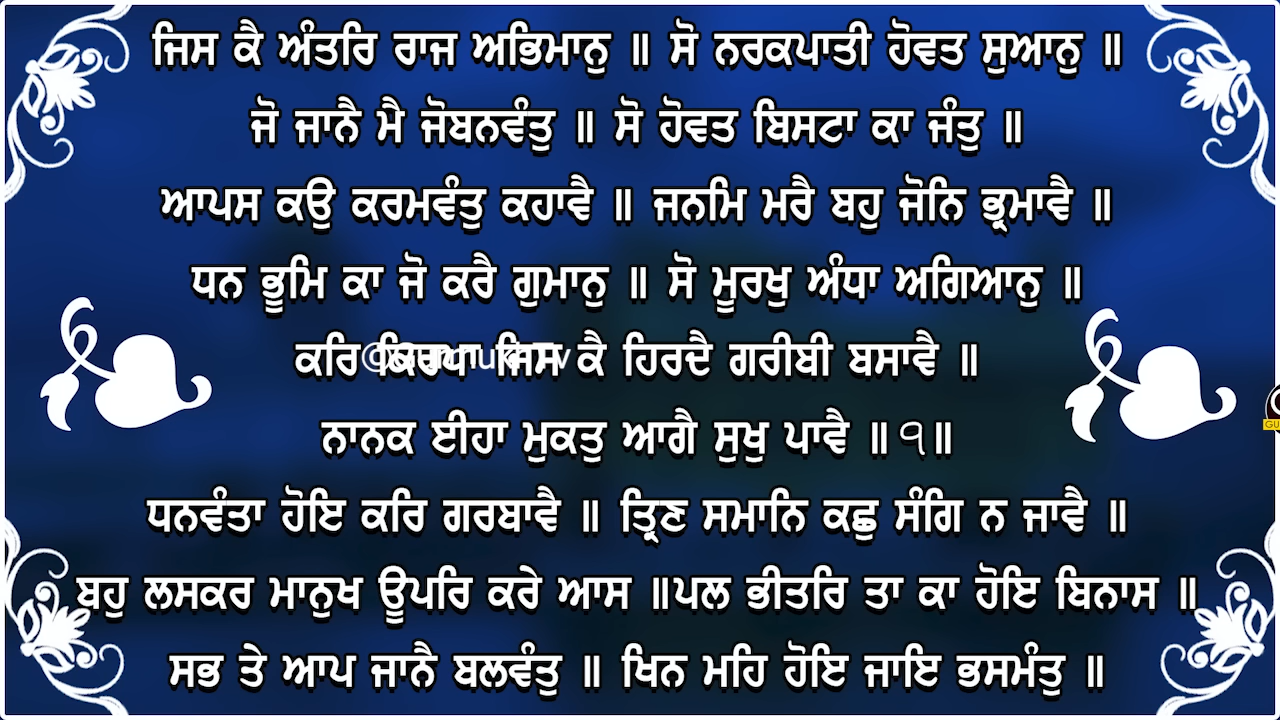 ਜਿਸ ਕੈ ਅੰਤਰਿ ਰਾਜ ਅਭਿਮਾਨੁ ॥ ਸੋ ਨਰਕਪਾਤੀ ਹੋਵਤ ਸੁਆਨੁ ॥
ਜੋ ਜਾਨੈ ਮੈ ਜੋਬਨਵੰਤੁ ॥ ਸੋ ਹੋਵਤ ਬਿਸਟਾ ਕਾ ਜੰਤੁ ॥
ਆਪਸ ਕਉ ਕਰਮਵੰਤੁ ਕਹਾਵੈ ॥ ਜਨਮਿ ਮਰੈ ਬਹੁ ਜੋਨਿ ਭ੍ਰਮਾਵੈ ॥
ਧਨ ਭੂਮਿ ਕਾ ਜੋ ਕਰੈ ਗੁਮਾਨੁ ॥ ਸੋ ਮੂਰਖੁ ਅੰਧਾ ਅਗਿਆਨੁ ॥
ਕਰਿ ਕਿਰਪਾ ਜਿਸ ਕੈ ਹਿਰਦੈ ਗਰੀਬੀ ਬਸਾਵੈ ॥
ਨਾਨਕ ਈਹਾ ਮੁਕਤੁ ਆਗੈ ਸੁਖੁ ਪਾਵੈ ॥੧॥
ਧਨਵੰਤਾ ਹੋਇ ਕਰਿ ਗਰਬਾਵੈ ॥ ਤ੍ਰਿਣ ਸਮਾਨਿ ਕਛੁ ਸੰਗਿ ਨ ਜਾਵੈ ॥
ਬਹੁ ਲਸਕਰ ਮਾਨੁਖ ਊਪਰਿ ਕਰੇ ਆਸ ॥ਪਲ ਭੀਤਰਿ ਤਾ ਕਾ ਹੋਇ ਬਿਨਾਸ ॥
ਸਭ ਤੇ ਆਪ ਜਾਨੈ ਬਲਵੰਤੁ ॥ ਖਿਨ ਮਹਿ ਹੋਇ ਜਾਇ ਭਸਮੰਤੁ ॥